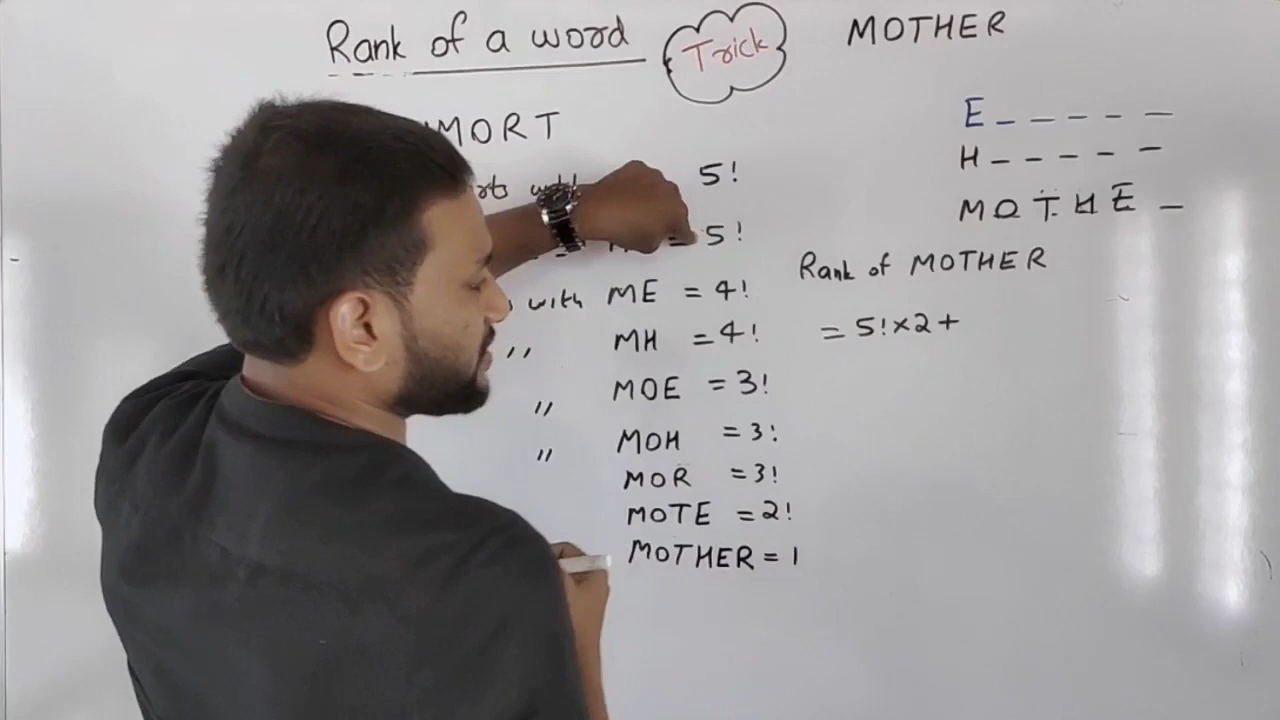 Rank of a word
Trick
MOTHER
MORT
E _ _ _ _ _
H _ _ _ _ _
M O T H E _
5!
= 5!
with ME = 4!
,, MH = 4!
,, MOE = 3!
,, MOH = 3!
MOR = 3!
MOTE = 2!
MOTHER = 1
Rank of MOTHER
= 5! × 2 +